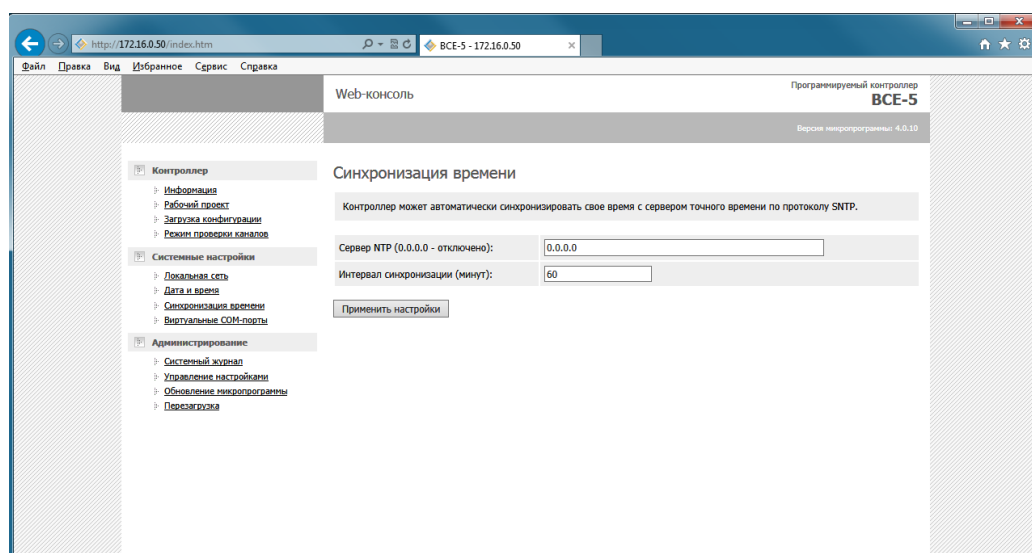 http://172.16.0.50/index.htm
BCE-5 - 172.16.0.50
Файл Правка Вид Избранное Сервис Справка
Web-консоль
Программируемый контроллер
BCE-5
Версия микропрограммы: 4.0.10
Контроллер
Информация
Рабочий проект
Загрузка конфигурации
Режим проверки каналов
Системные настройки
Локальная сеть
Дата и время
Синхронизация времени
Виртуальные COM-порты
Администрирование
Системный журнал
Управление настройками
Обновление микропрограммы
Перезагрузка
Синхронизация времени
Контроллер может автоматически синхронизировать свое время с сервером точного времени по протоколу SNTP.
Сервер NTP (0.0.0.0 - отключено): 0.0.0.0
Интервал синхронизации (минут): 60
Применить настройки